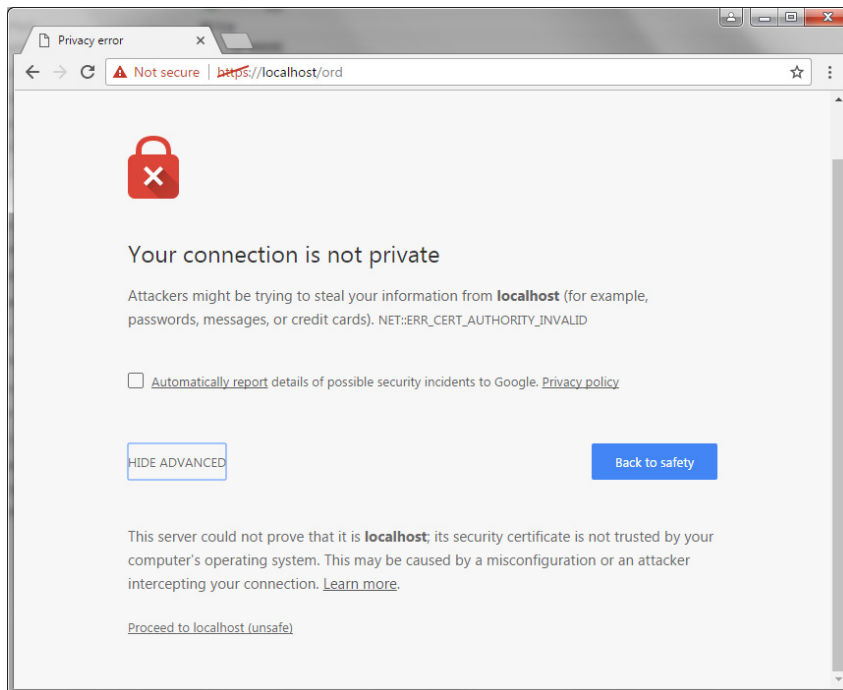 Privacy error
Not secure https://localhost/ord
Your connection is not private
Attackers might be trying to steal your information from localhost (for example,
passwords, messages, or credit cards). NET::ERR_CERT_AUTHORITY_INVALID
Automatically report details of possible security incidents to Google. Privacy policy
HIDE ADVANCED
Back to safety
This server could not prove that it is localhost; its security certificate is not trusted by your
computer's operating system. This may be caused by a misconfiguration or an attacker
intercepting your connection. Learn more.
Proceed to localhost (unsafe)